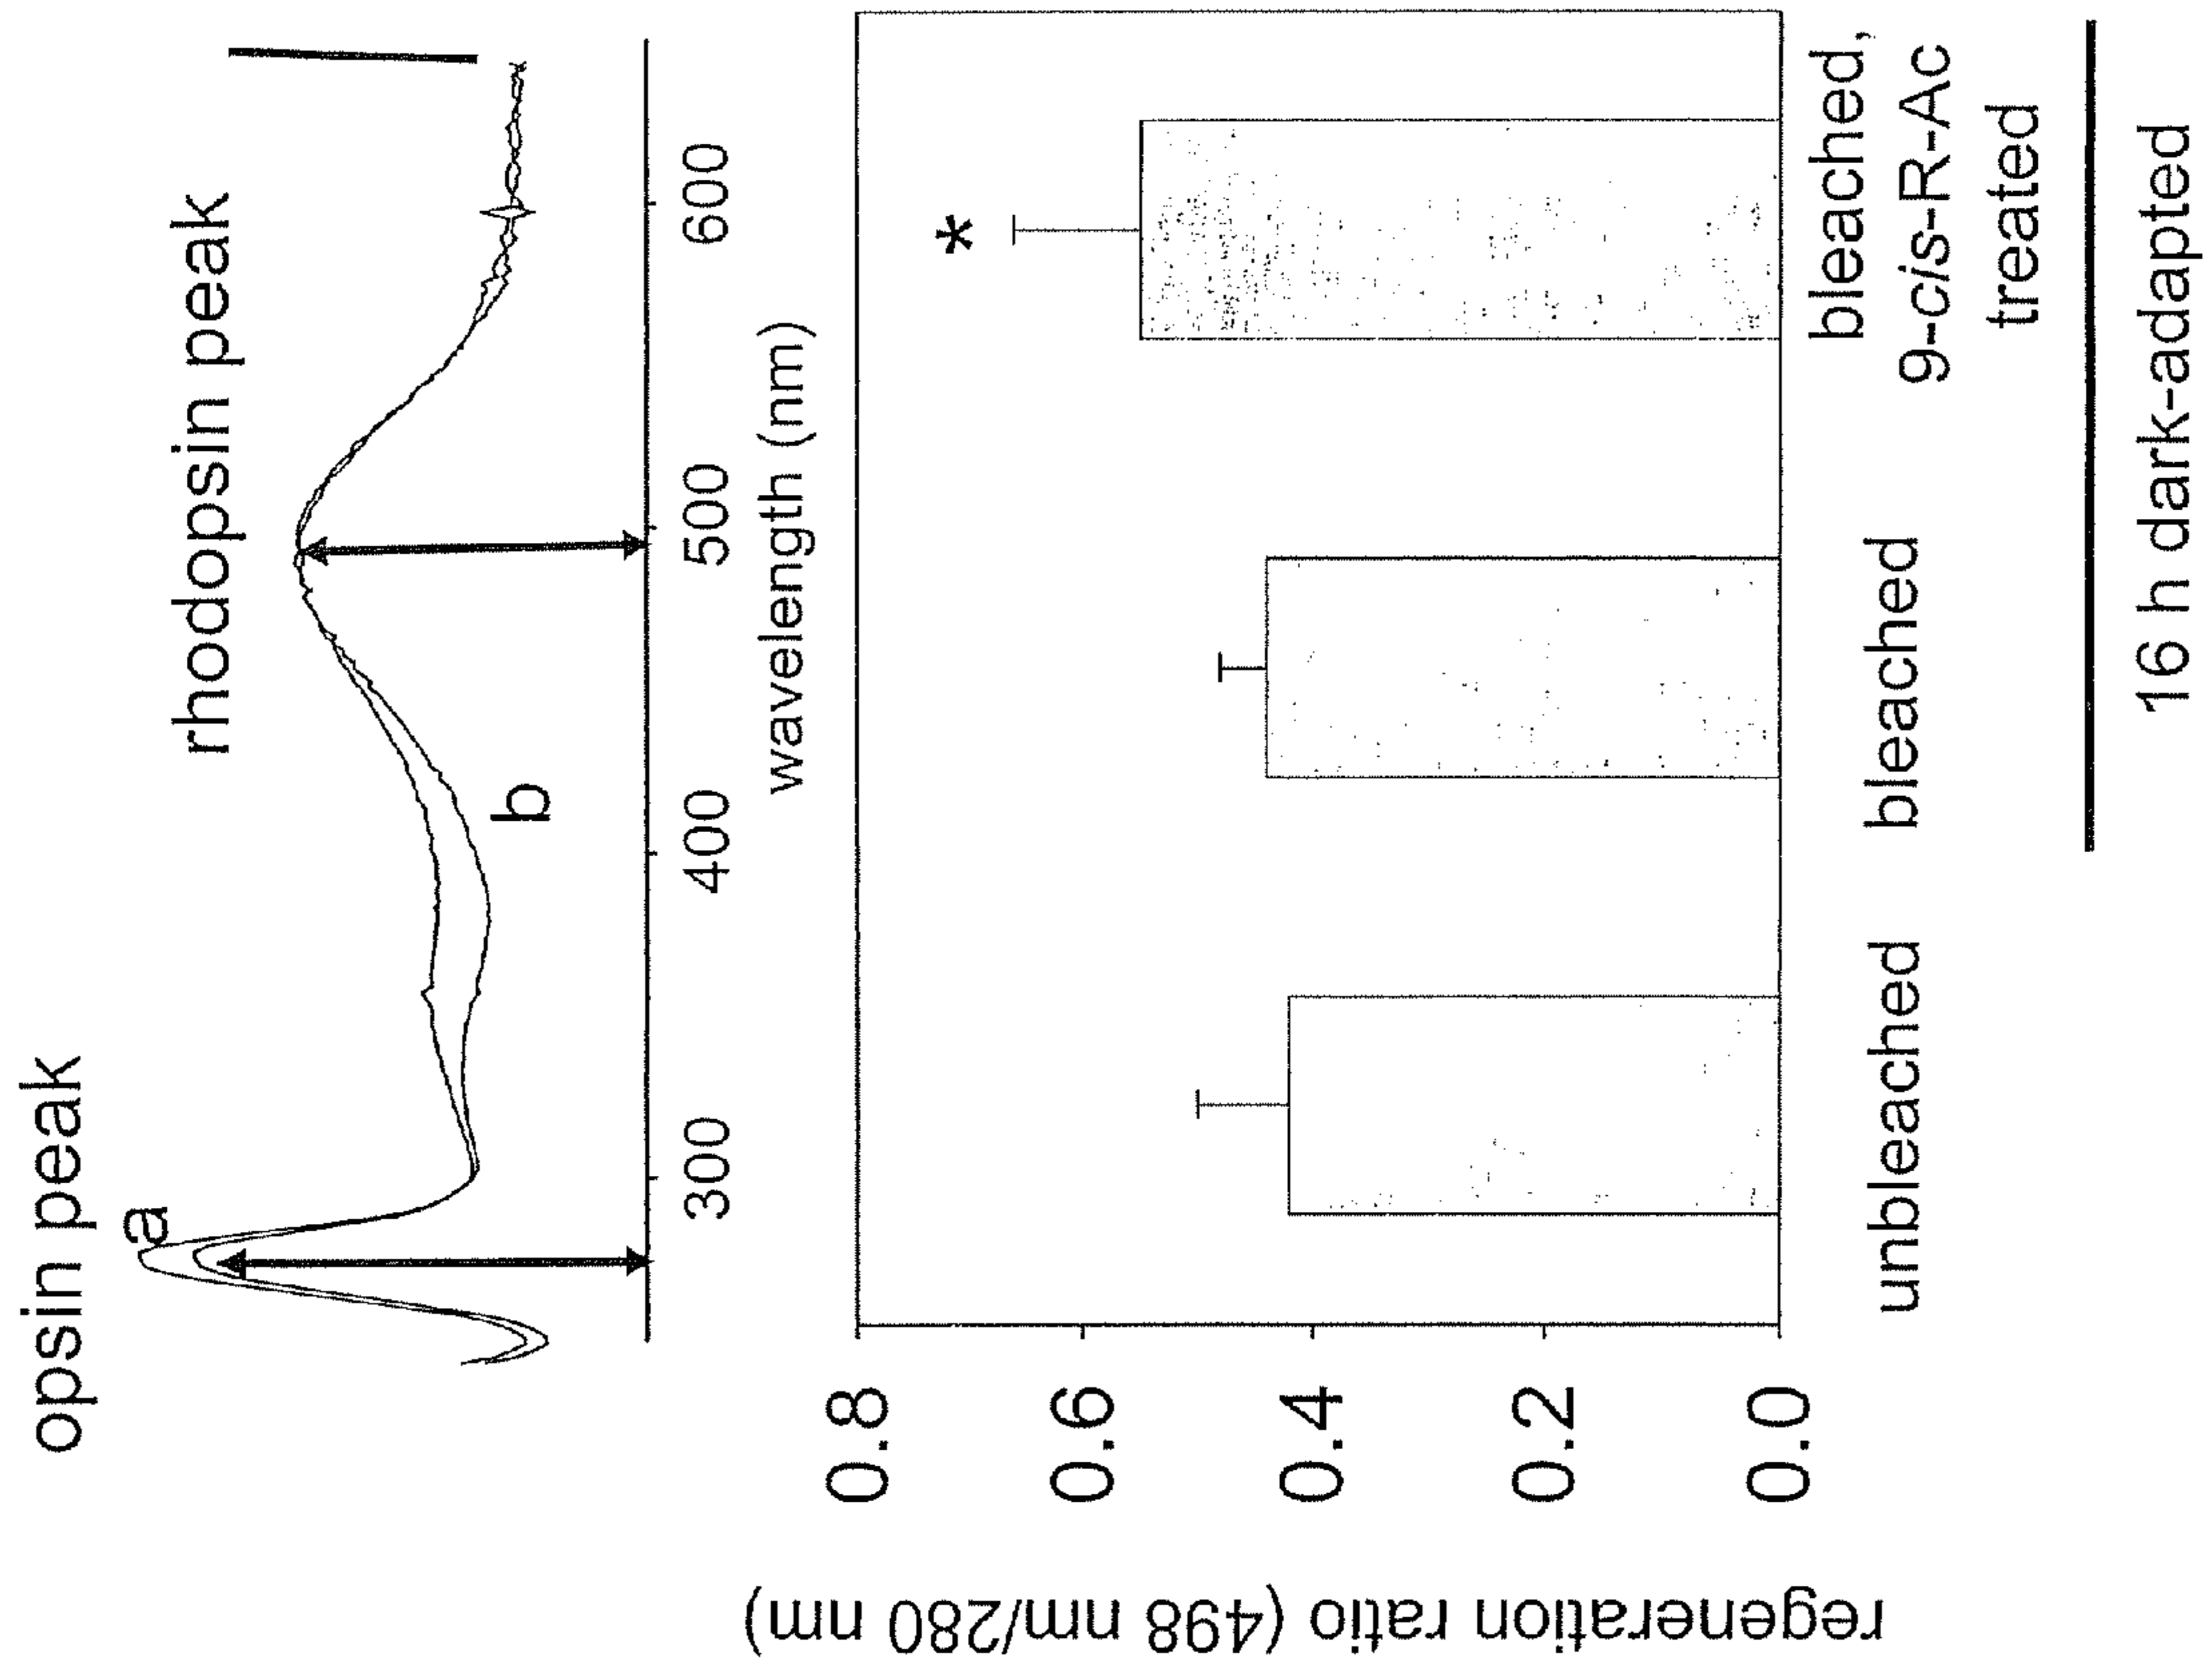 opsin peak
a
rhodopsin peak
b
300 400 500 600
wavelength (nm)
regeneration ratio (498 nm/280 nm)
0.8
0.6
0.4
0.2
0.0
unbleached
bleached
*
bleached,
9-cis-R-Ac
treated
16 h dark-adapted